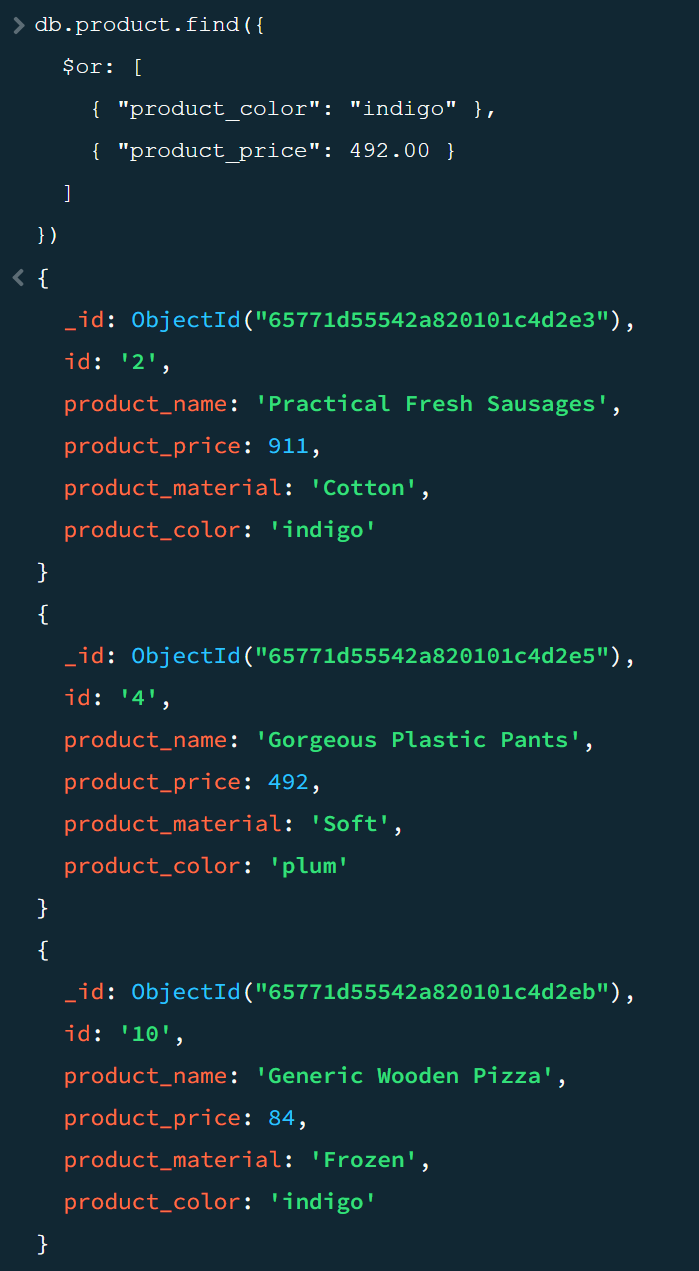 > db.product.find({
$or: [
{ "product_color": "indigo" },
{ "product_price": 492.00 }
]
})
< {
_id: ObjectId("65771d55542a820101c4d2e3"),
id: '2',
product_name: 'Practical Fresh Sausages',
product_price: 911,
product_material: 'Cotton',
product_color: 'indigo'
}
{
_id: ObjectId("65771d55542a820101c4d2e5"),
id: '4',
product_name: 'Gorgeous Plastic Pants',
product_price: 492,
product_material: 'Soft',
product_color: 'plum'
}
{
_id: ObjectId("65771d55542a820101c4d2eb"),
id: '10',
product_name: 'Generic Wooden Pizza',
product_price: 84,
product_material: 'Frozen',
product_color: 'indigo'
}